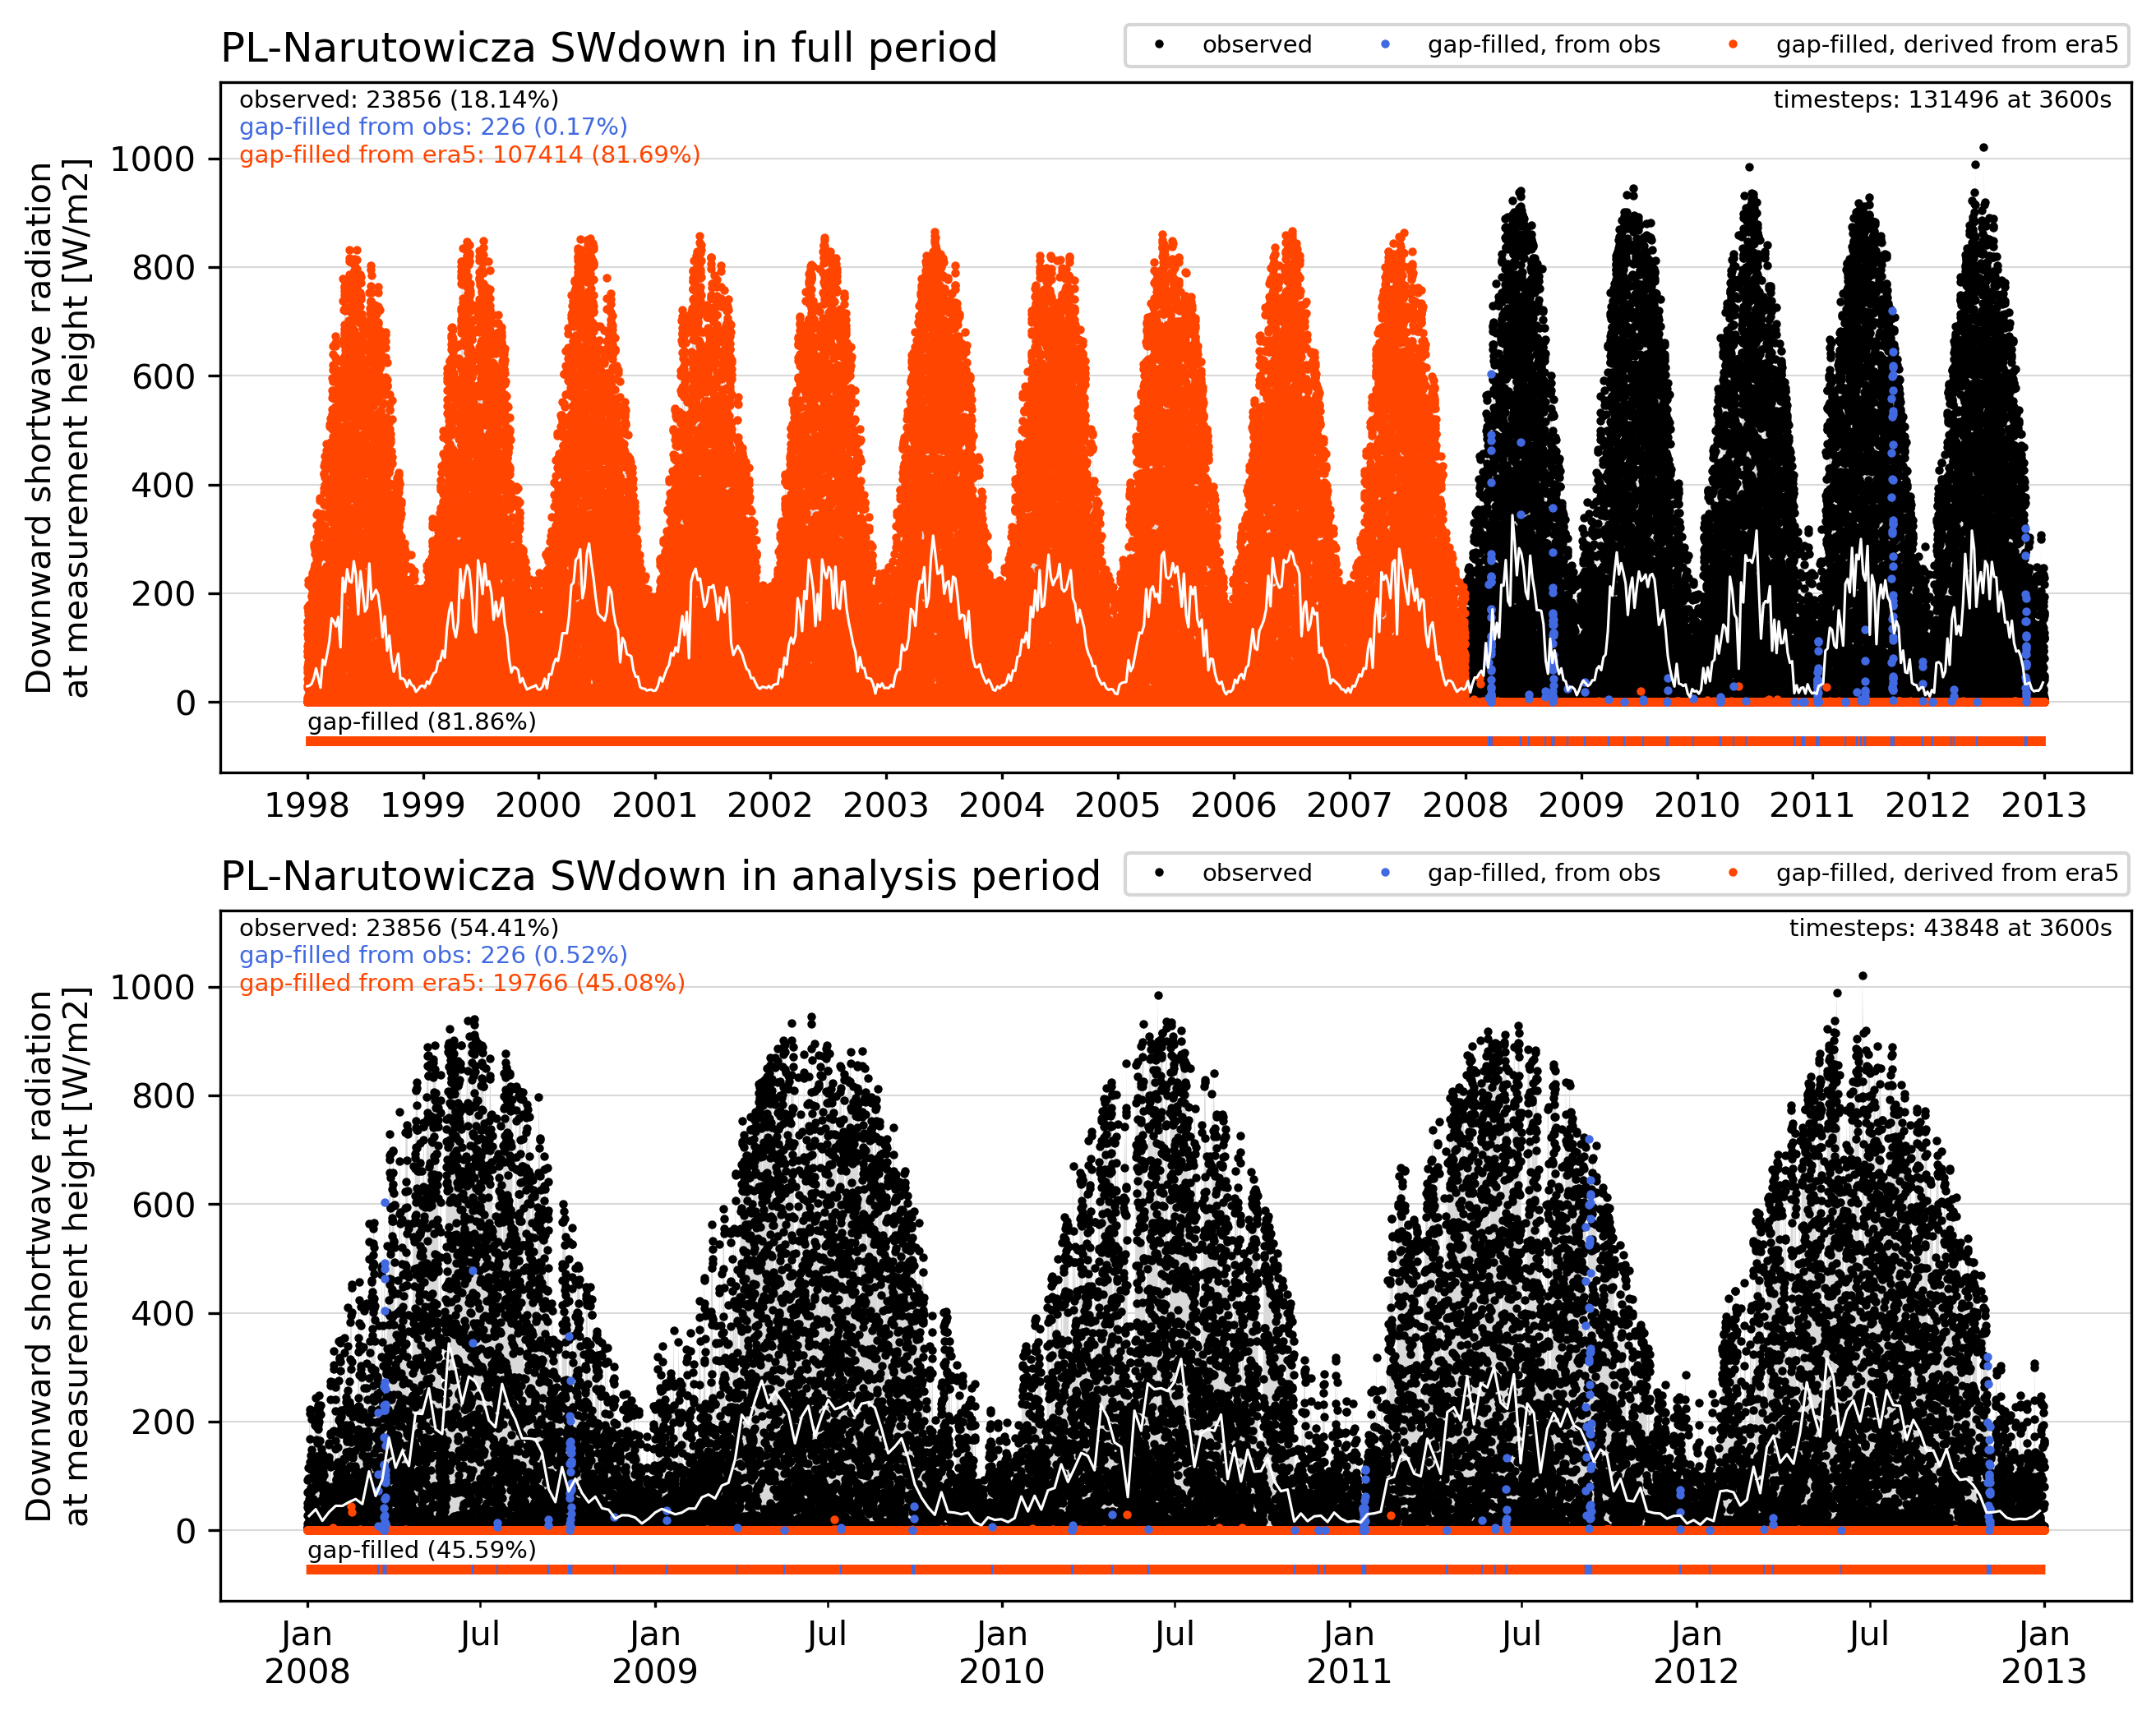 PL-Narutowicza SWdown in full period
observed
gap-filled, from obs
gap-filled, derived from era5
observed: 23856 (18.14%)
gap-filled from obs: 226 (0.17%)
gap-filled from era5: 107414 (81.69%)
timesteps: 131496 at 3600s
Downward shortwave radiation
at measurement height [W/m2]
1000
800
600
400
200
0
gap-filled (81.86%)
1998 1999 2000 2001 2002 2003 2004 2005 2006 2007 2008 2009 2010 2011 2012 2013
PL-Narutowicza SWdown in analysis period
observed
gap-filled, from obs
gap-filled, derived from era5
observed: 23856 (54.41%)
gap-filled from obs: 226 (0.52%)
gap-filled from era5: 19766 (45.08%)
timesteps: 43848 at 3600s
Downward shortwave radiation
at measurement height [W/m2]
1000
800
600
400
200
0
gap-filled (45.59%)
Jan Jul Jan Jul Jan Jul Jan Jul Jan Jul Jan
2008 2009 2010 2011 2012 2013